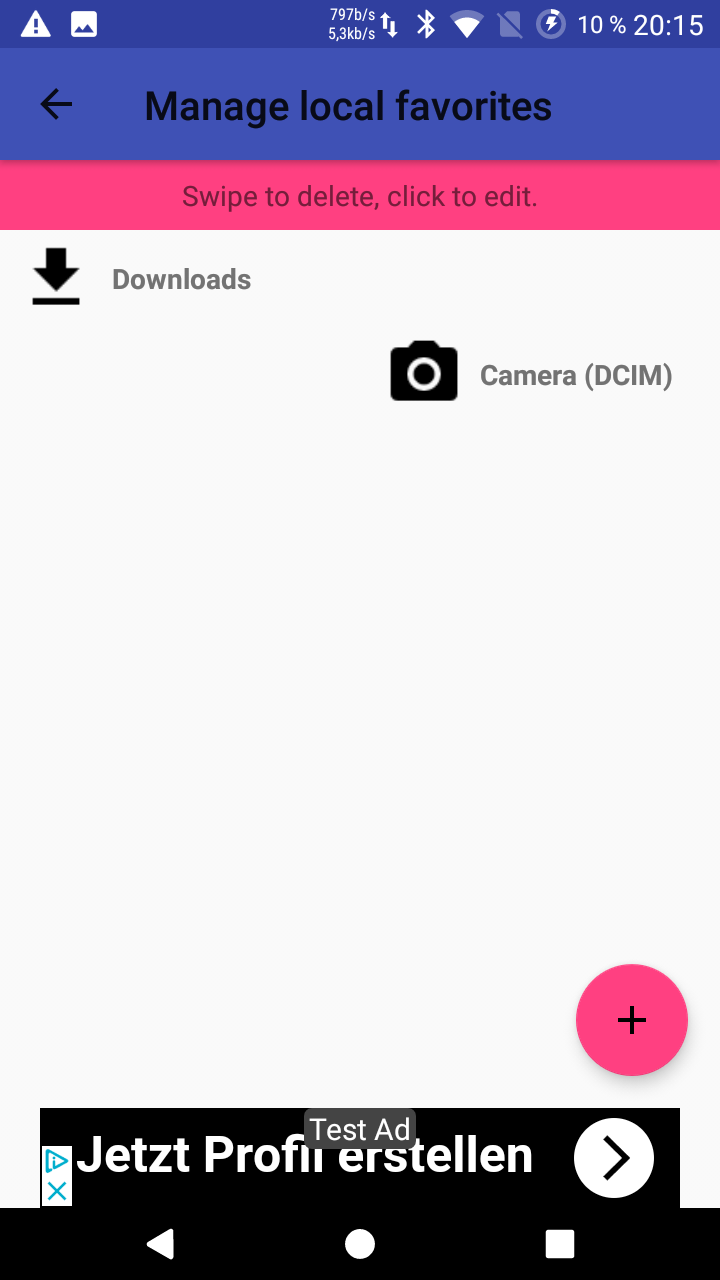 797b/s
5,3kb/s
10 % 20:15
Manage local favorites
Swipe to delete, click to edit.
Downloads
Camera (DCIM)
Test Ad
Jetzt Profil erstellen